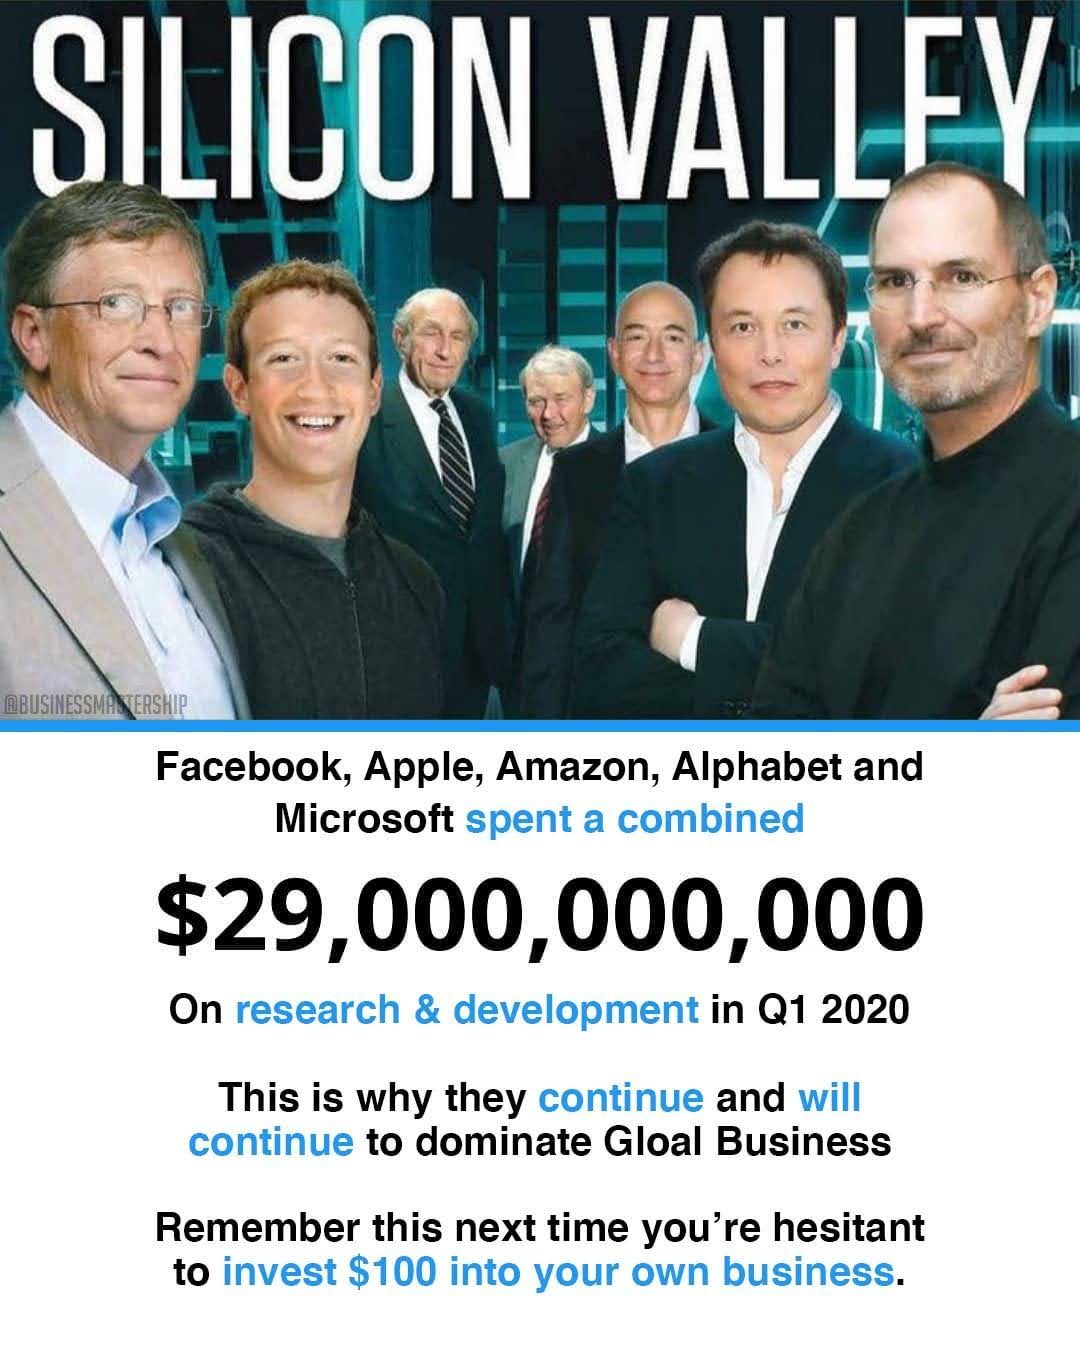 SILICON VALLEY
@BUSINESSMASTERSHIP
Facebook, Apple, Amazon, Alphabet and
Microsoft spent a combined
$29,000,000,000
On research & development in Q1 2020
This is why they continue and will
continue to dominate Gloal Business
Remember this next time you’re hesitant
to invest $100 into your own business.